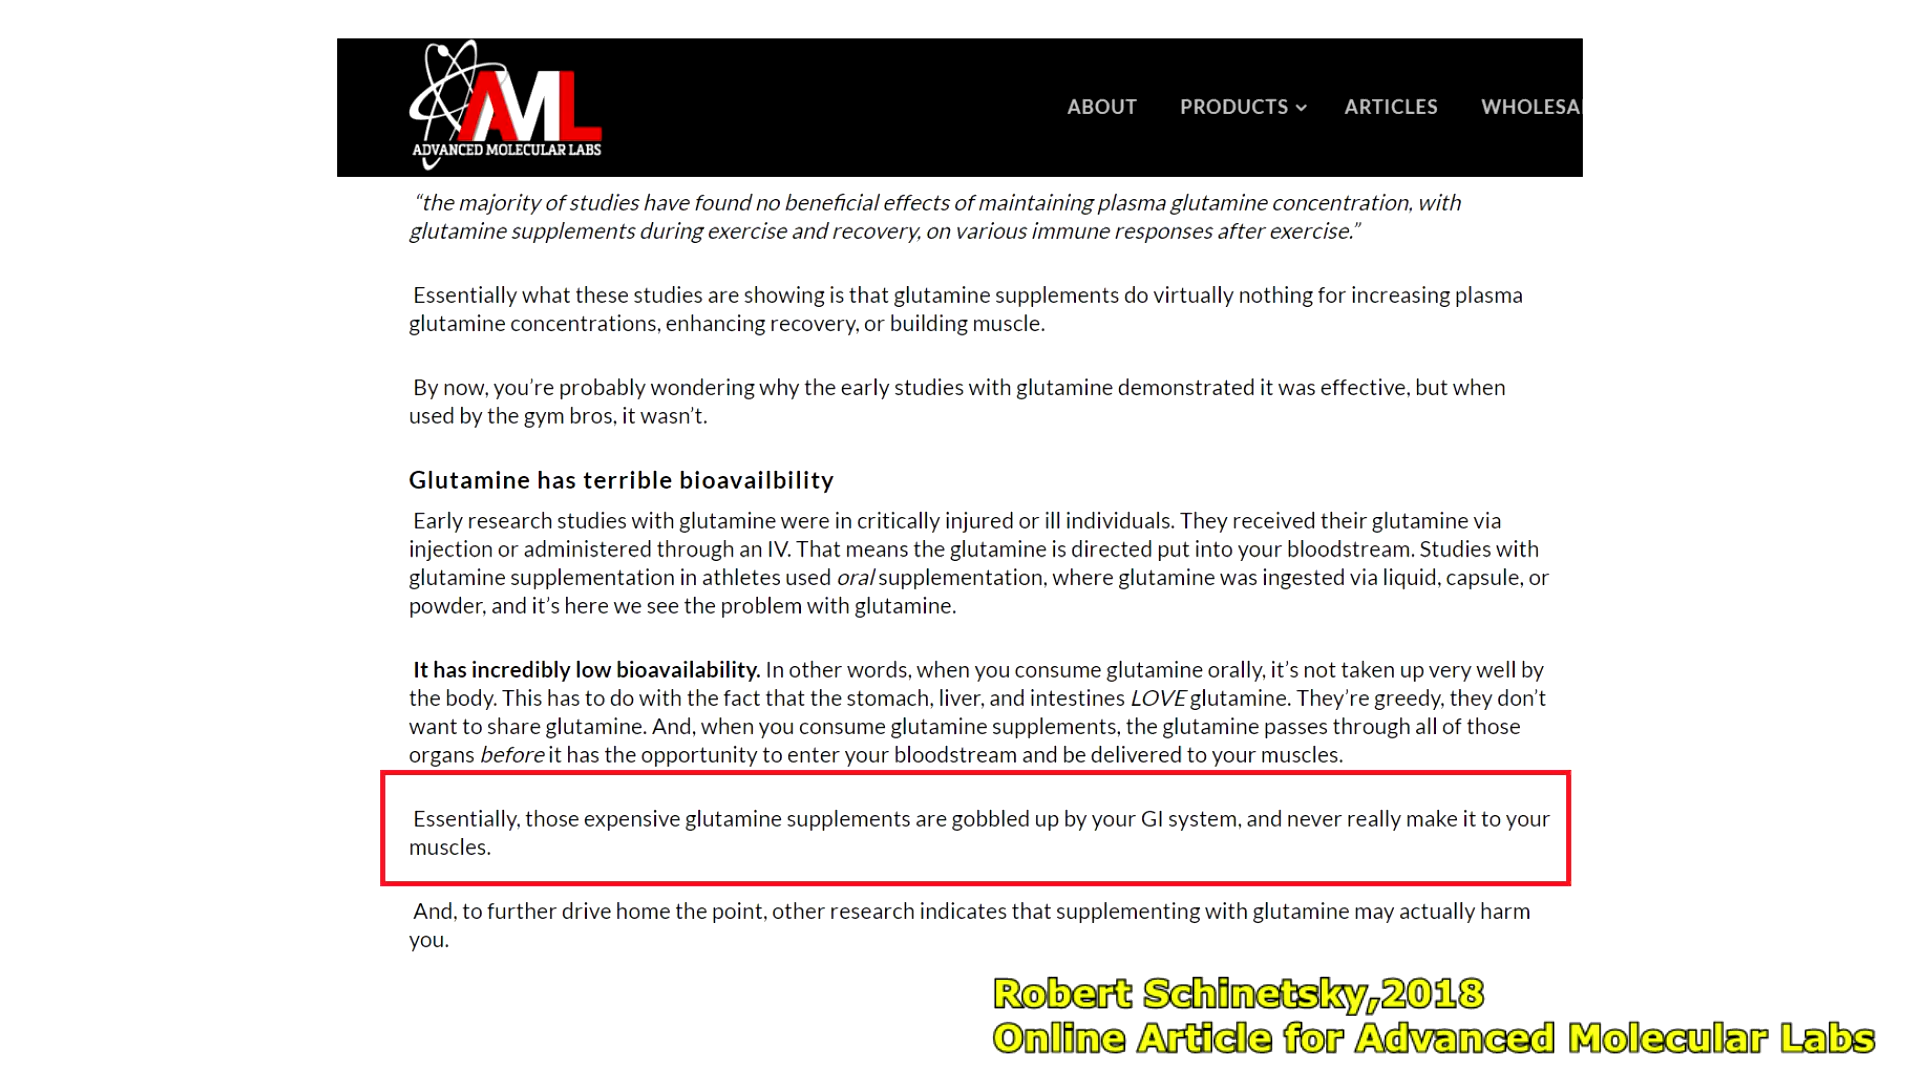 AML
ADVANCED MOLECULAR LABS
ABOUT PRODUCTS ARTICLES WHOLESA
“the majority of studies have found no beneficial effects of maintaining plasma glutamine concentration, with
glutamine supplements during exercise and recovery, on various immune responses after exercise.”
Essentially what these studies are showing is that glutamine supplements do virtually nothing for increasing plasma
glutamine concentrations, enhancing recovery, or building muscle.
By now, you’re probably wondering why the early studies with glutamine demonstrated it was effective, but when
used by the gym bros, it wasn’t.
Glutamine has terrible bioavailbility
Early research studies with glutamine were in critically injured or ill individuals. They received their glutamine via
injection or administered through an IV. That means the glutamine is directed put into your bloodstream. Studies with
glutamine supplementation in athletes used oral supplementation, where glutamine was ingested via liquid, capsule, or
powder, and it’s here we see the problem with glutamine.
It has incredibly low bioavailability. In other words, when you consume glutamine orally, it’s not taken up very well by
the body. This has to do with the fact that the stomach, liver, and intestines LOVE glutamine. They’re greedy, they don’t
want to share glutamine. And, when you consume glutamine supplements, the glutamine passes through all of those
organs before it has the opportunity to enter your bloodstream and be delivered to your muscles.
Essentially, those expensive glutamine supplements are gobbled up by your GI system, and never really make it to your
muscles.
And, to further drive home the point, other research indicates that supplementing with glutamine may actually harm
you.
Robert Schinetsky,2018
Online Article for Advanced Molecular Labs